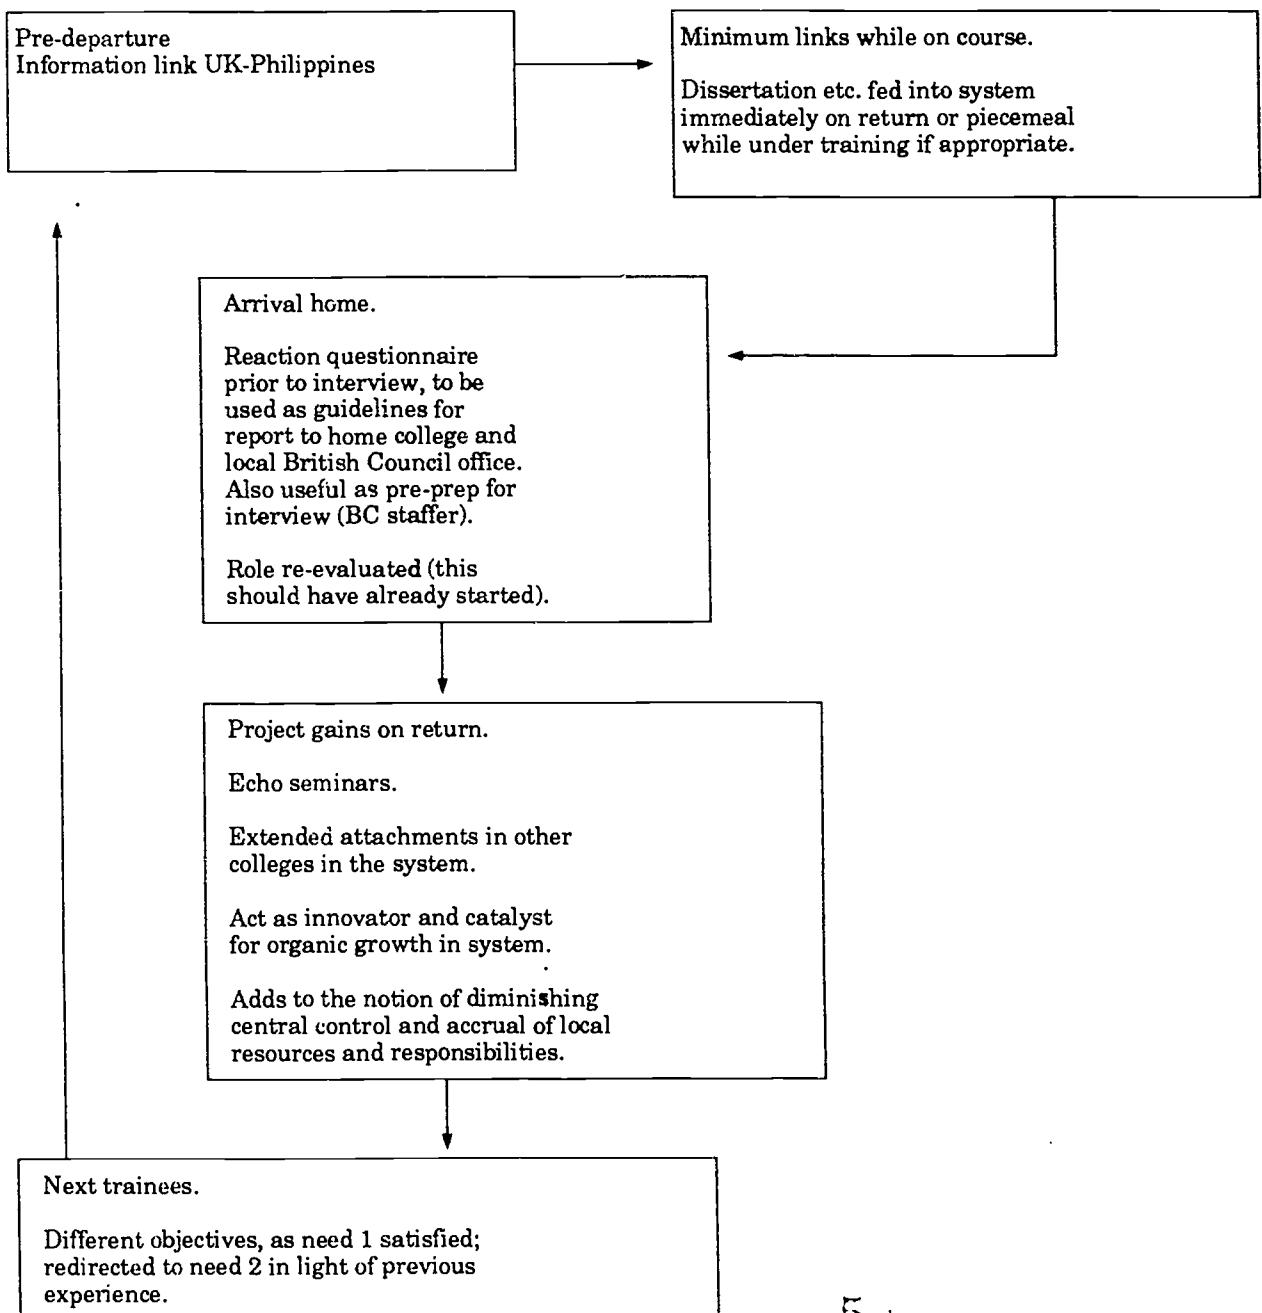 Pre-departure
Information link UK-Philippines
Minimum links while on course.
Dissertation etc. fed into system
immediately on return or piecemeal
while under training if appropriate.
Arrival home.
Reaction questionnaire
prior to interview, to be
used as guidelines for
report to home college and
local British Council office.
Also useful as pre-prep for
interview (BC staffer).
Role re-evaluated (this
should have already started).
Project gains on return.
Echo seminars.
Extended attachments in other
colleges in the system.
Act as innovator and catalyst
for organic growth in system.
Adds to the notion of diminishing
central control and accrual of local
resources and responsibilities.
Next trainees.
Different objectives, as need 1 satisfied;
redirected to need 2 in light of previous
experience.